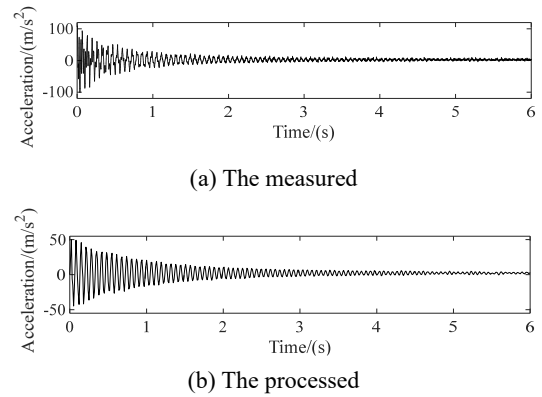 100
0
-100
Acceleration/(m/s²)
0 1 2 3 4 5 6
Time/(s)
(a) The measured
50
0
-50
Acceleration/(m/s²)
0 1 2 3 4 5 6
Time/(s)
(b) The processed